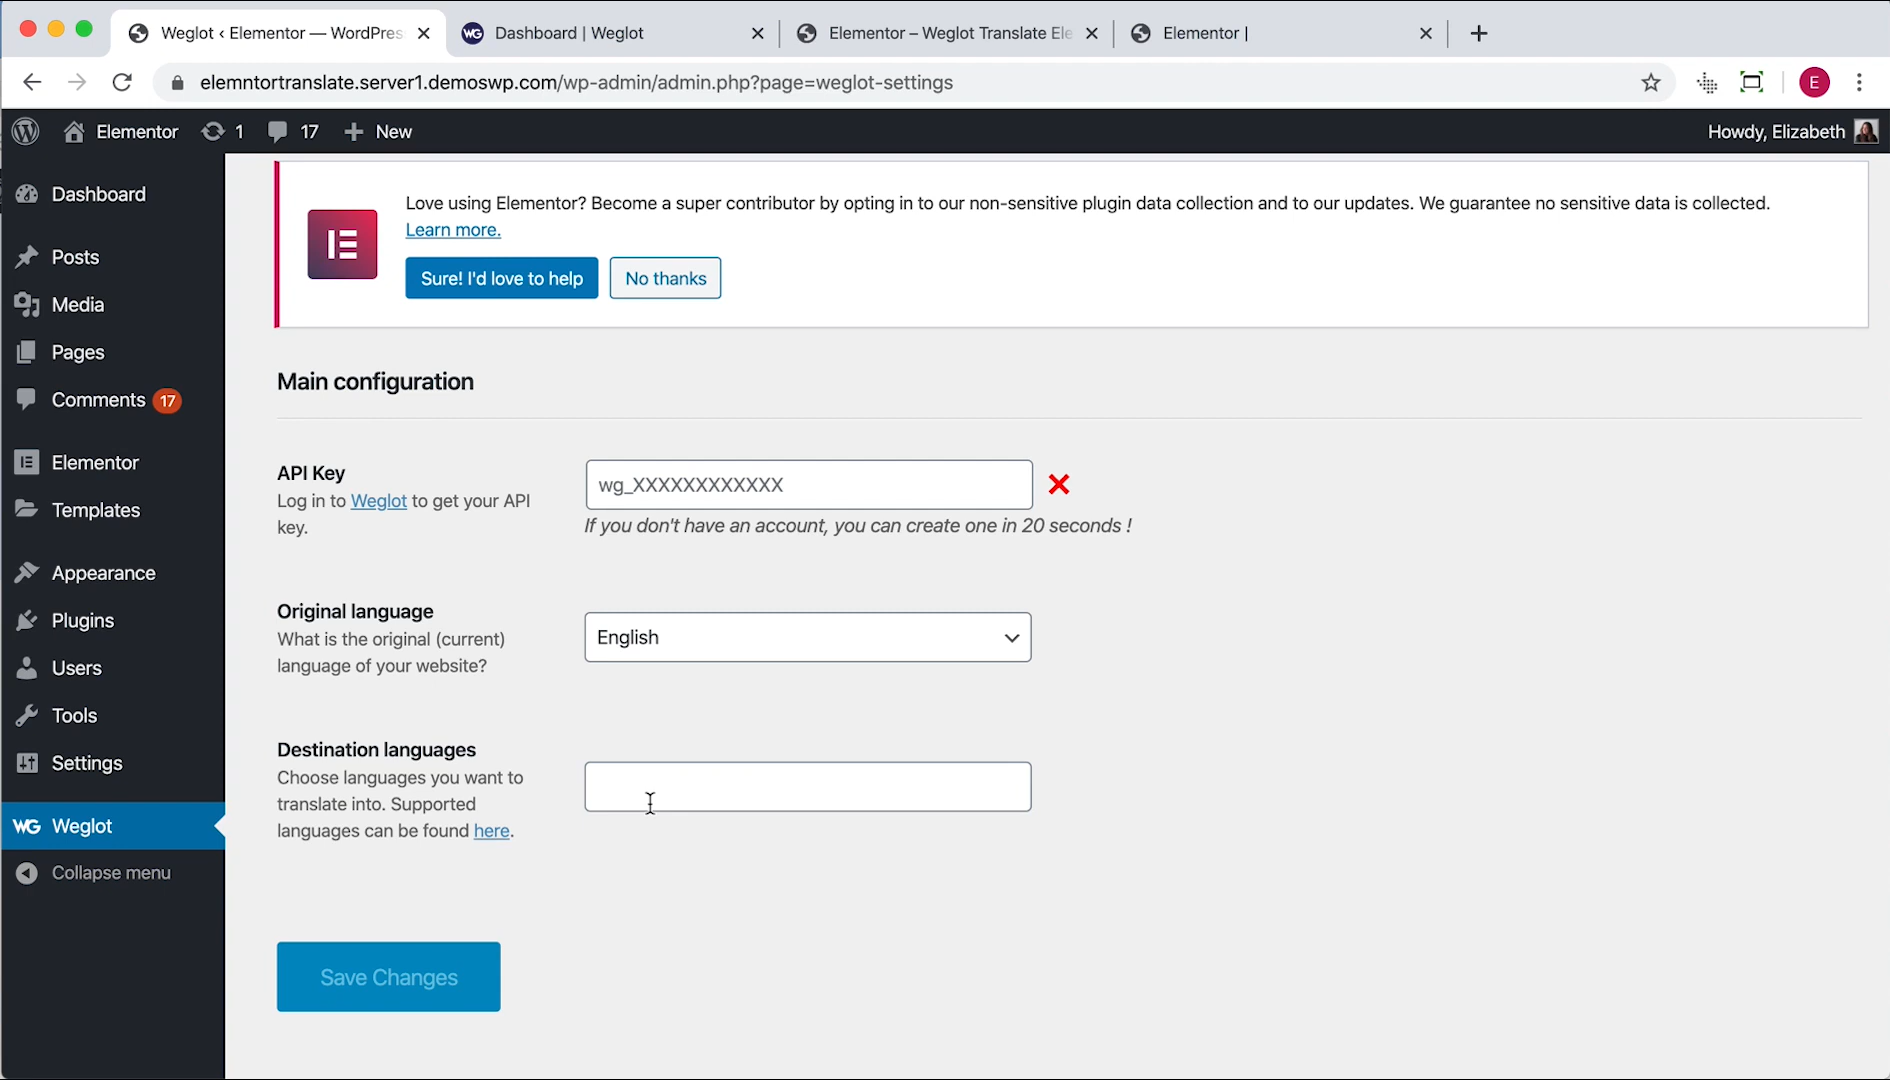 Weglot ‹ Elementor — WordPres
Dashboard | Weglot
Elementor – Weglot Translate Ele
Elementor |
elemntortranslate.server1.demoswp.com/wp-admin/admin.php?page=weglot-settings
E
Elementor
1
17
New
Howdy, Elizabeth
Dashboard
Posts
Media
Pages
Comments 17
Elementor
Templates
Appearance
Plugins
Users
Tools
Settings
WG Weglot
Collapse menu
Love using Elementor? Become a super contributor by opting in to our non-sensitive plugin data collection and to our updates. We guarantee no sensitive data is collected.
Learn more.
Sure! I'd love to help
No thanks
Main configuration
API Key
Log in to Weglot to get your API
key.
wg_XXXXXXXXXXXX
If you don't have an account, you can create one in 20 seconds !
Original language
What is the original (current)
language of your website?
English
Destination languages
Choose languages you want to
translate into. Supported
languages can be found here.
Save Changes